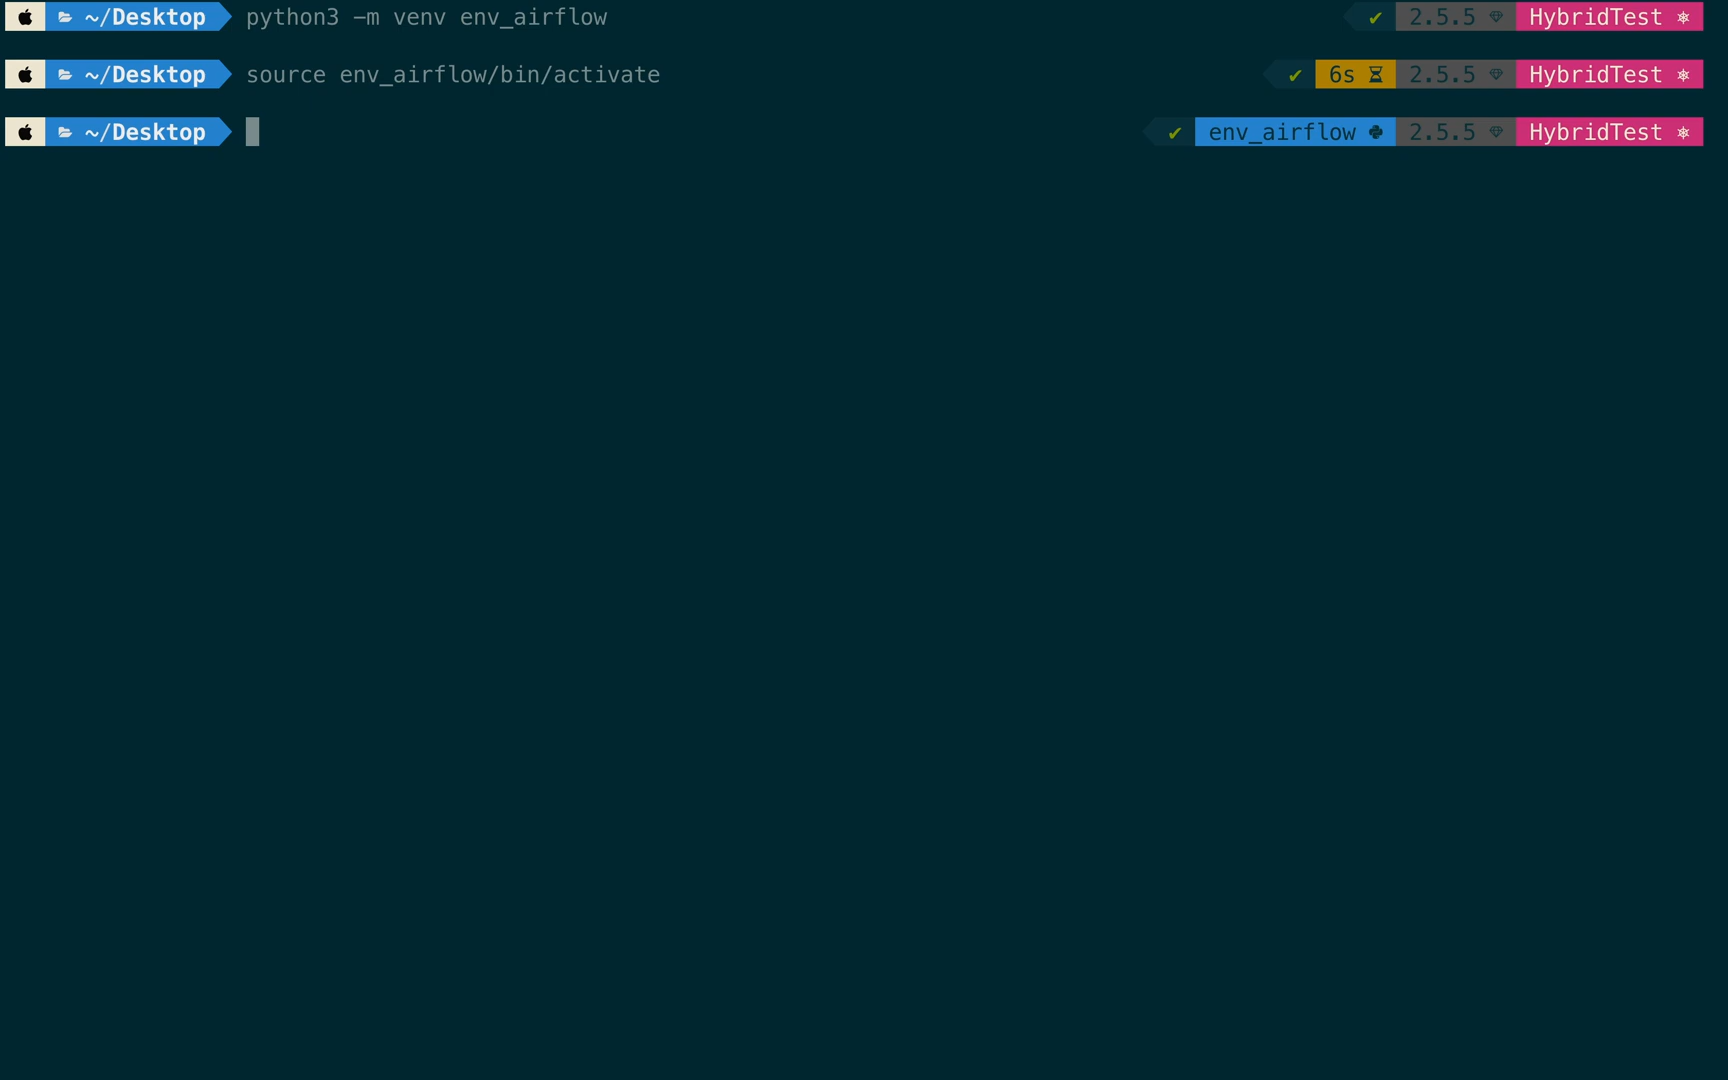 ~/Desktop python3 -m venv env_airflow ✔ 2.5.5 HybridTest
~/Desktop source env_airflow/bin/activate ✔ 6s 2.5.5 HybridTest
~/Desktop ✔ env_airflow 2.5.5 HybridTest